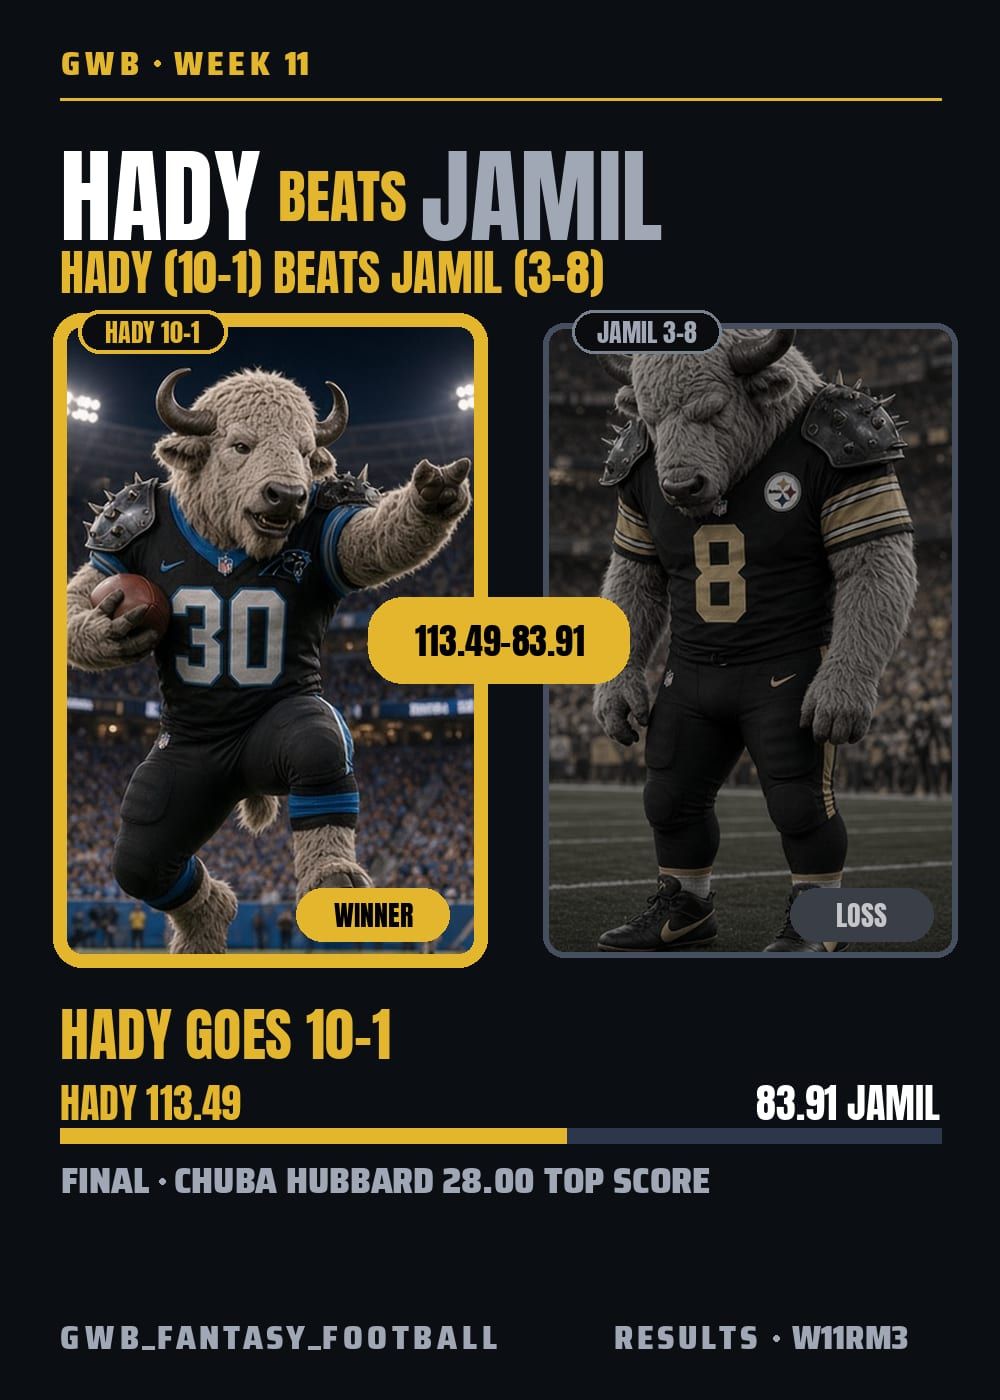 GWB · WEEK 11
HADY BEATS JAMIL
HADY (10-1) BEATS JAMIL (3-8)
HADY 10-1
JAMIL 3-8
30
8
113.49-83.91
WINNER
LOSS
HADY GOES 10-1
HADY 113.49
83.91 JAMIL
FINAL · CHUBA HUBBARD 28.00 TOP SCORE
GWB_FANTASY_FOOTBALL
RESULTS · W11RM3